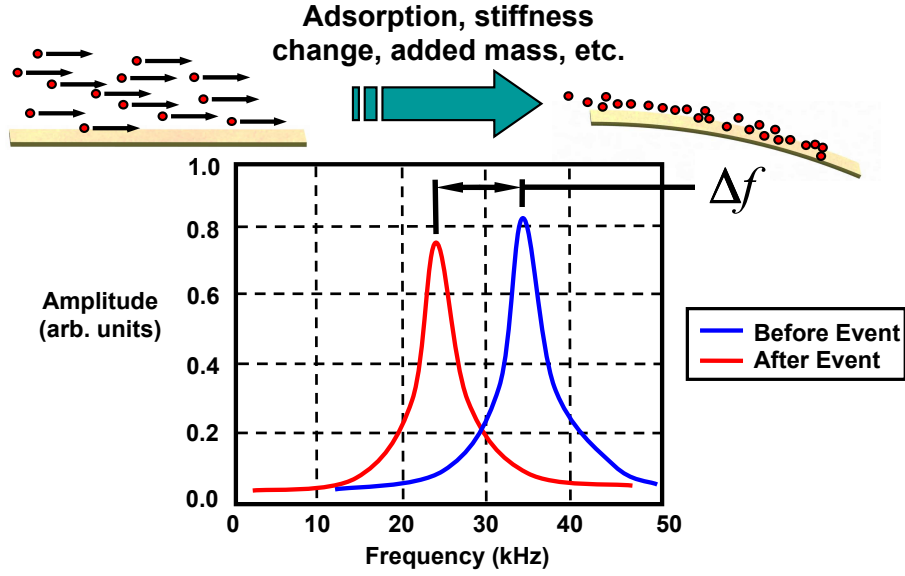 Adsorption, stiffness
change, added mass, etc.
Δf
1.0
0.8
0.6
0.4
0.2
0.0
Amplitude
(arb. units)
0 10 20 30 40 50
Frequency (kHz)
Before Event
After Event